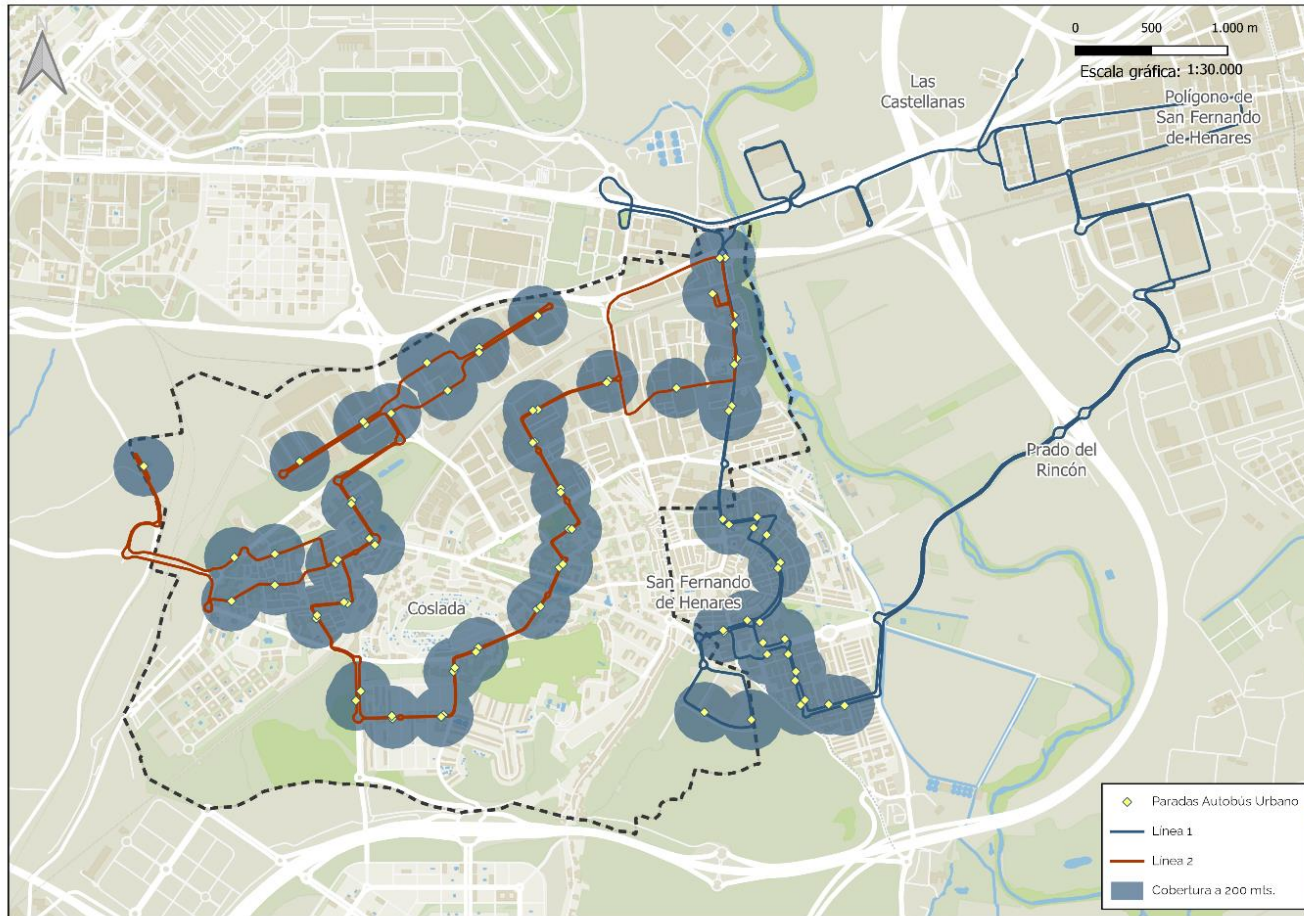 N
0 500 1.000 m
Escala gráfica: 1:30.000
Las
Castellanas
Polígono de
San Fernando
de Henares
Prado del
Rincón
San Fernando
de Henares
Coslada
Paradas Autobús Urbano
Línea 1
Línea 2
Cobertura a 200 mts.